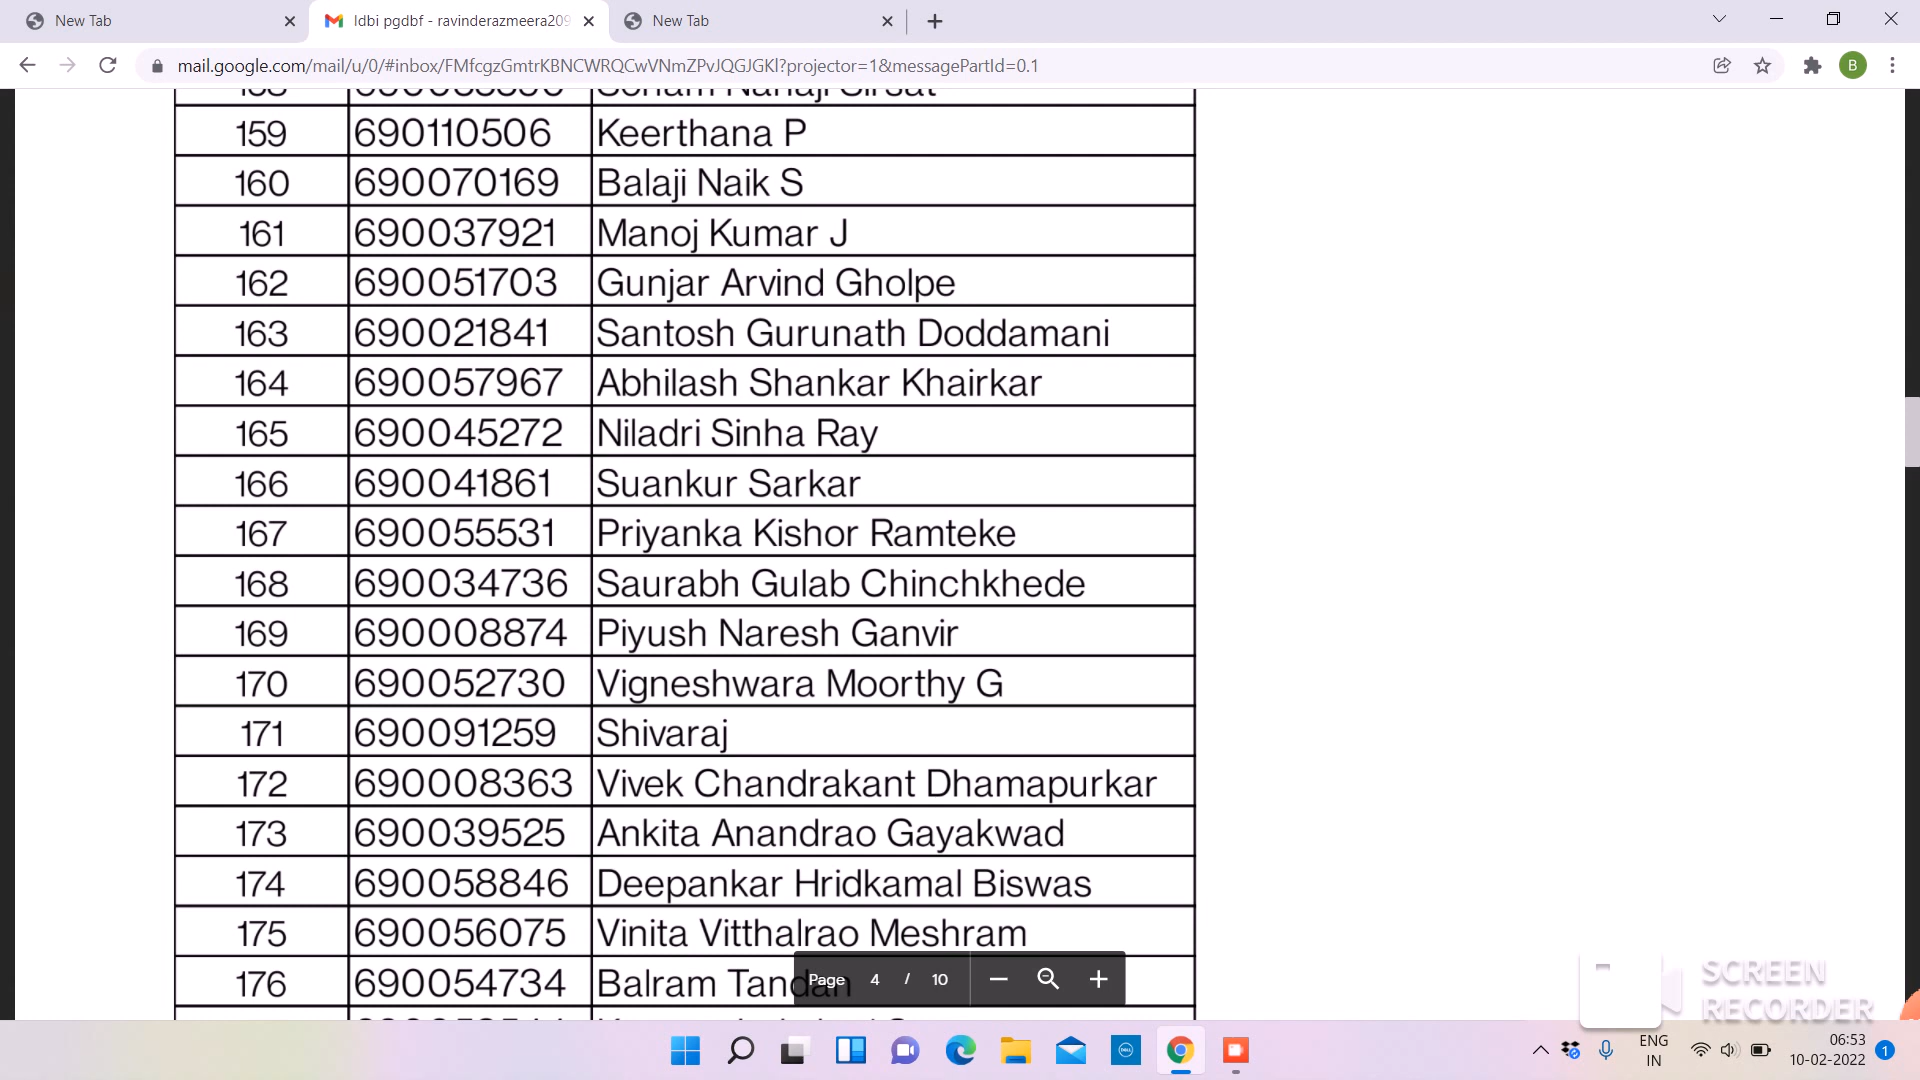 New Tab
Idbi pgdbf - ravinderazmeera209
New Tab
mail.google.com/mail/u/0/#inbox/FMfcgzGmtrKBNCWRQCwVNmZPvJQGJGKl?projector=1&messagePartId=0.1
B
159 690110506 Keerthana P
160 690070169 Balaji Naik S
161 690037921 Manoj Kumar J
162 690051703 Gunjar Arvind Gholpe
163 690021841 Santosh Gurunath Doddamani
164 690057967 Abhilash Shankar Khairkar
165 690045272 Niladri Sinha Ray
166 690041861 Suankur Sarkar
167 690055531 Priyanka Kishor Ramteke
168 690034736 Saurabh Gulab Chinchkhede
169 690008874 Piyush Naresh Ganvir
170 690052730 Vigneshwara Moorthy G
171 690091259 Shivaraj
172 690008363 Vivek Chandrakant Dhamapurkar
173 690039525 Ankita Anandrao Gayakwad
174 690058846 Deepankar Hridkamal Biswas
175 690056075 Vinita Vitthalrao Meshram
176 690054734 Balram Tandan
Page 4 / 10
SCREEN
RECORDER
DELL
ENG
IN
06:53
10-02-2022
1